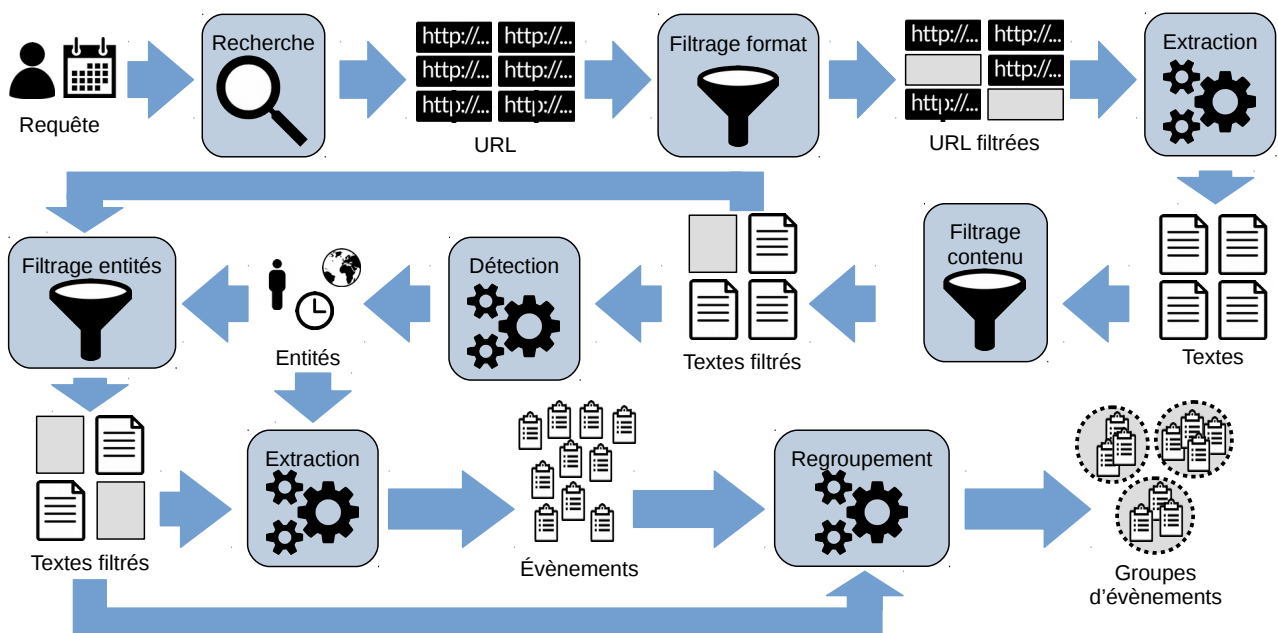 Requête
Recherche
http://... http://...
http://... http://...
http://... http://...
URL
Filtrage format
http://... http://...
http://...
http://...
URL filtrées
Extraction
Filtrage entités
Entités
Détection
Textes filtrés
Filtrage
contenu
Textes
Textes filtrés
Extraction
Évènements
Regroupement
Groupes
d'évènements